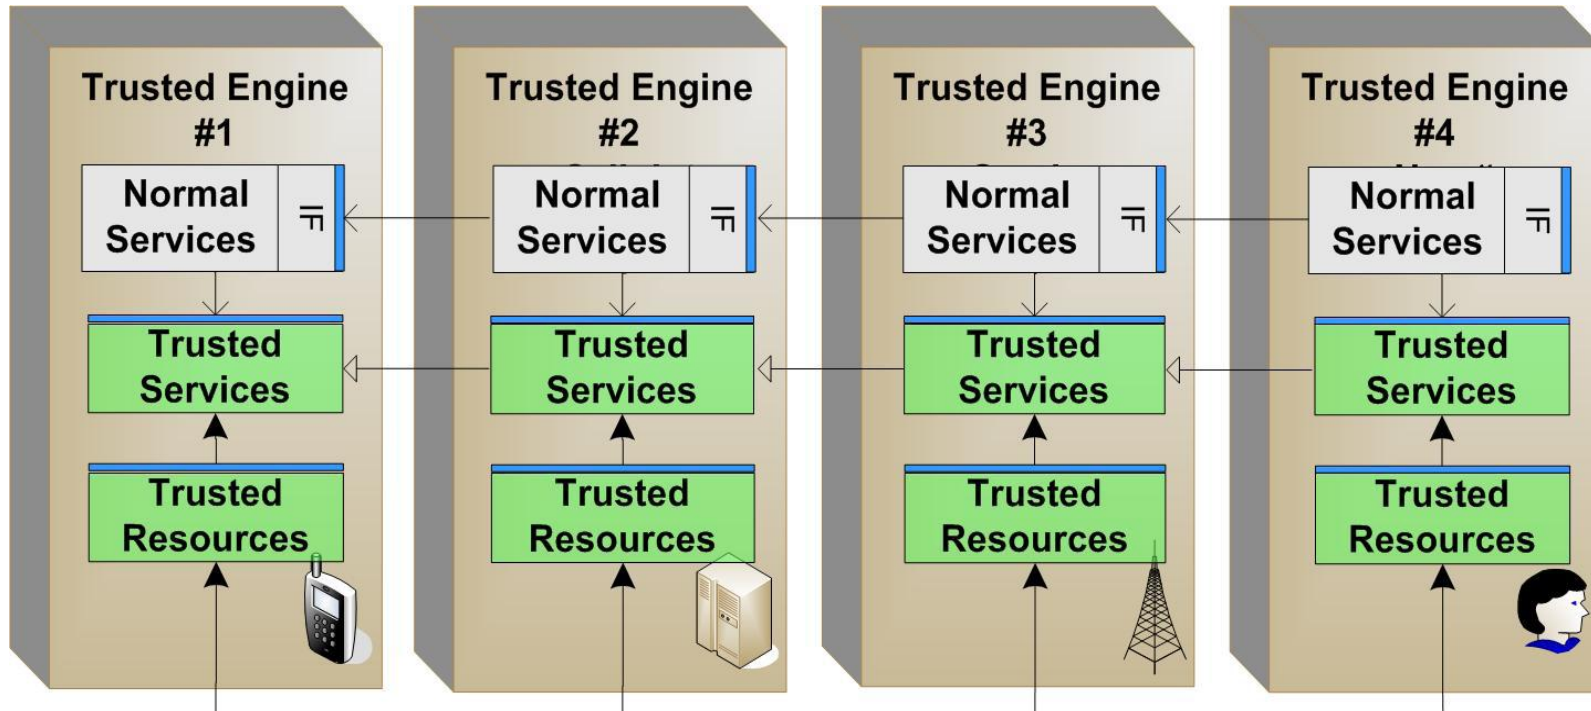 Trusted Engine
#1
Normal
Services
IF
Trusted
Services
Trusted
Resources
Trusted Engine
#2
Normal
Services
IF
Trusted
Services
Trusted
Resources
Trusted Engine
#3
Normal
Services
IF
Trusted
Services
Trusted
Resources
Trusted Engine
#4
Normal
Services
IF
Trusted
Services
Trusted
Resources